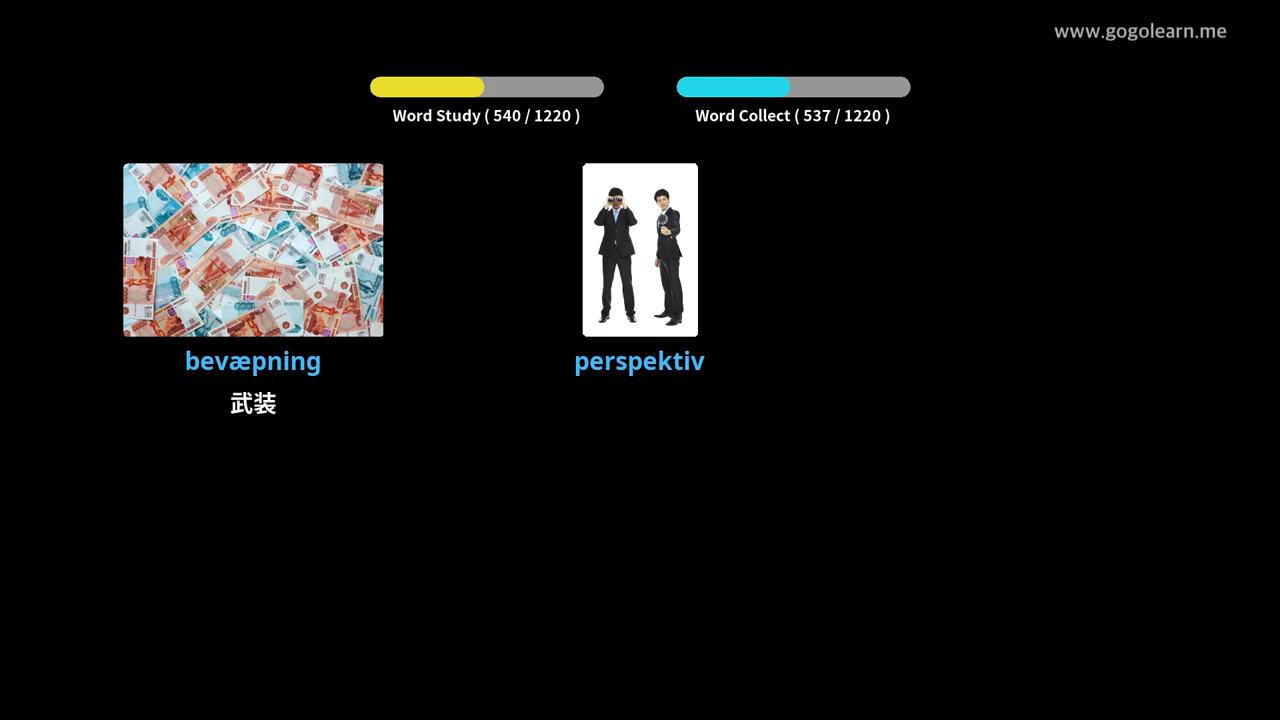 www.gogolearn.me
Word Study ( 540 / 1220 )
Word Collect ( 537 / 1220 )
bevæpning
武装
perspektiv